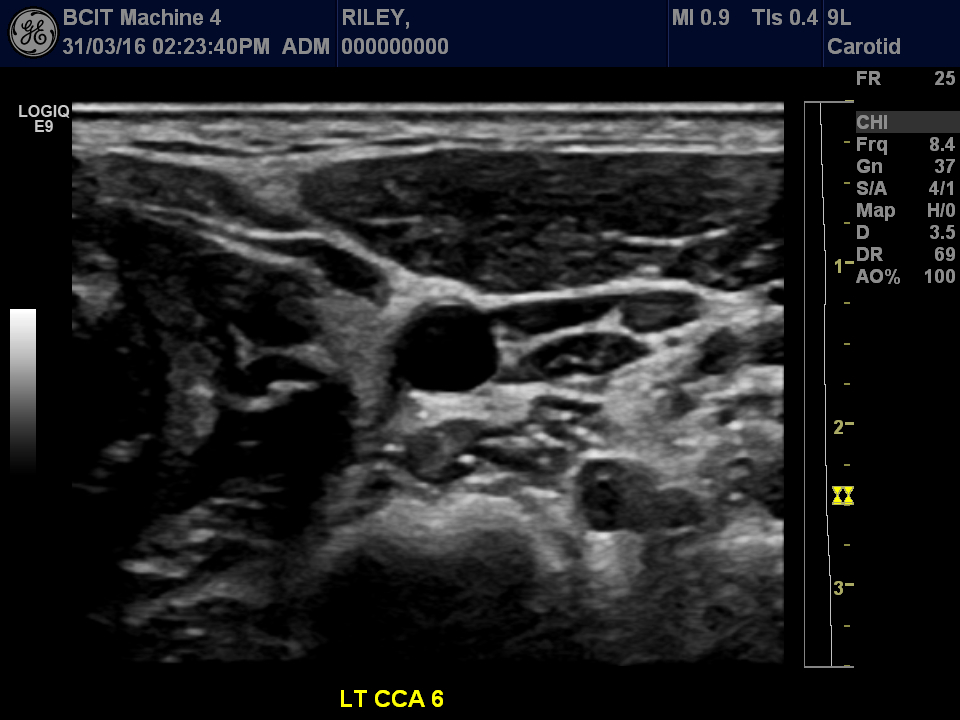 BCIT Machine 4
31/03/16 02:23:40PM ADM
RILEY,
000000000
MI 0.9 TIs 0.4
9L
Carotid
LOGIQ
E9
FR 25
CHI
Frq 8.4
Gn 37
S/A 4/1
Map H/0
D 3.5
DR 69
AO% 100
1
2
3
LT CCA 6